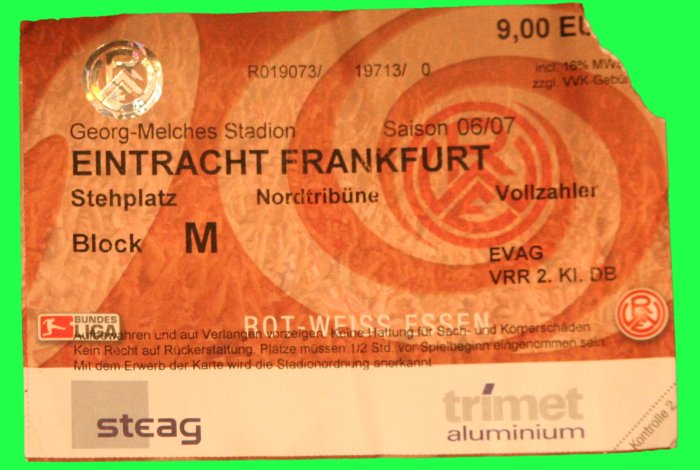 9,00 EU
R019073/ 19713/ 0
incl. 16% MW
zzgl. VVK-Gebü
Georg-Melches Stadion Saison 06/07
EINTRACHT FRANKFURT
Stehplatz Nordtribüne Vollzahler
Block M
EVAG
VRR 2. Kl. DB
BUNDES
LIGA
ROT-WEISS ESSEN
Aufbewahren und auf Verlangen vorzeigen. Keine Haftung für Sach- und Körperschäden.
Kein Recht auf Rückerstattung. Plätze müssen 1/2 Std. vor Spielbeginn eingenommen sein.
Mit dem Erwerb der Karte wird die Stadionordnung anerkannt.
steag
trimet
aluminium
Kontrolle 2